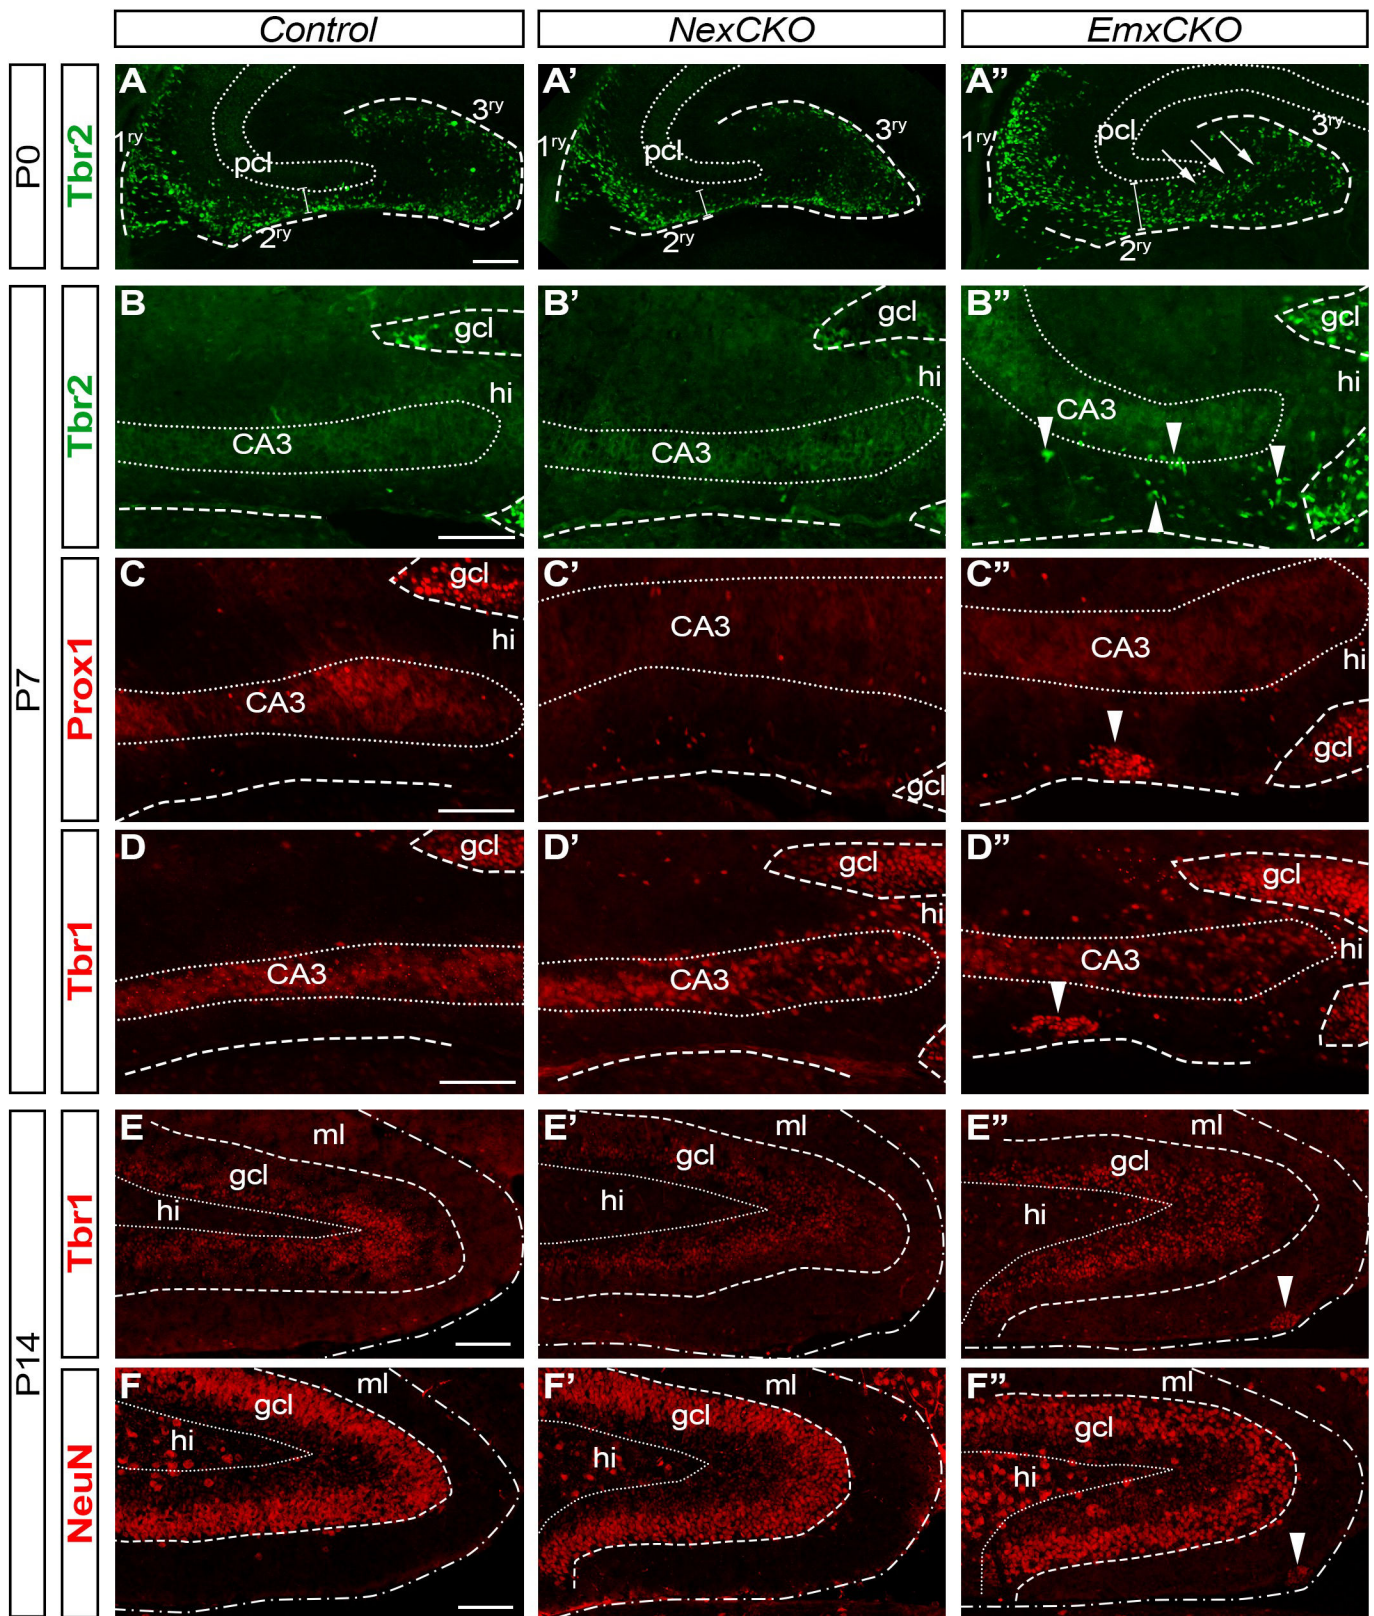 Control NexCKO EmxCKO
P0 Tbr2
A 1ry 2ry 3ry pcl
A' 1ry 2ry 3ry pcl
A" 1ry 2ry 3ry pcl
P7
Tbr2
B gcl hi CA3
B' gcl hi CA3
B" gcl hi CA3
Prox1
C gcl hi CA3
C' CA3 gcl
C" CA3 hi gcl
Tbr1
D gcl CA3
D' gcl hi CA3
D" gcl hi CA3
P14
Tbr1
E ml gcl hi
E' ml gcl hi
E" ml gcl hi
NeuN
F ml gcl hi
F' ml gcl hi
F" ml gcl hi